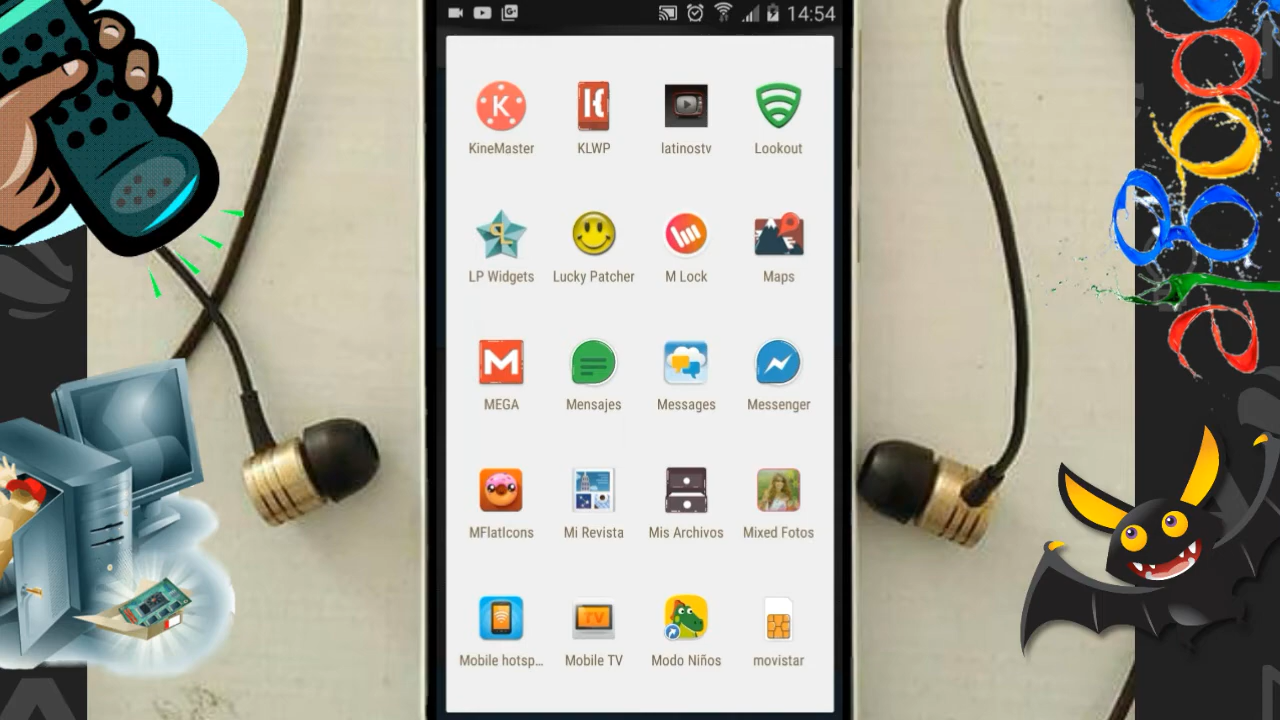 14:54
KineMaster KLWP latinostv Lookout
LP Widgets Lucky Patcher M Lock Maps
MEGA Mensajes Messages Messenger
MFlatIcons Mi Revista Mis Archivos Mixed Fotos
Mobile hotsp... Mobile TV Modo Niños movistar
Google